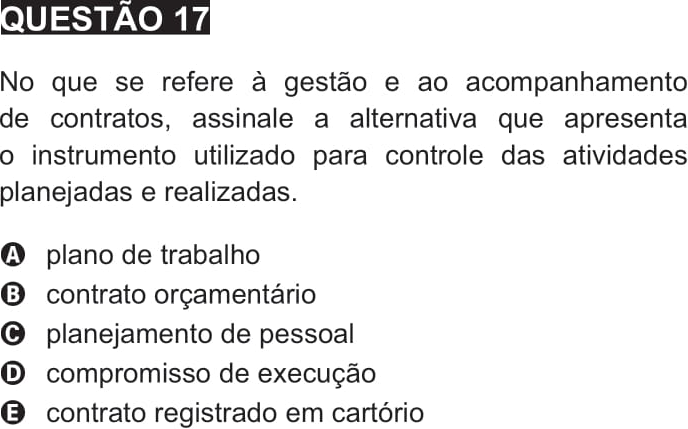 QUESTÃO 17
No que se refere à gestão e ao acompanhamento
de contratos, assinale a alternativa que apresenta
o instrumento utilizado para controle das atividades
planejadas e realizadas.
A plano de trabalho
B contrato orçamentário
C planejamento de pessoal
D compromisso de execução
E contrato registrado em cartório